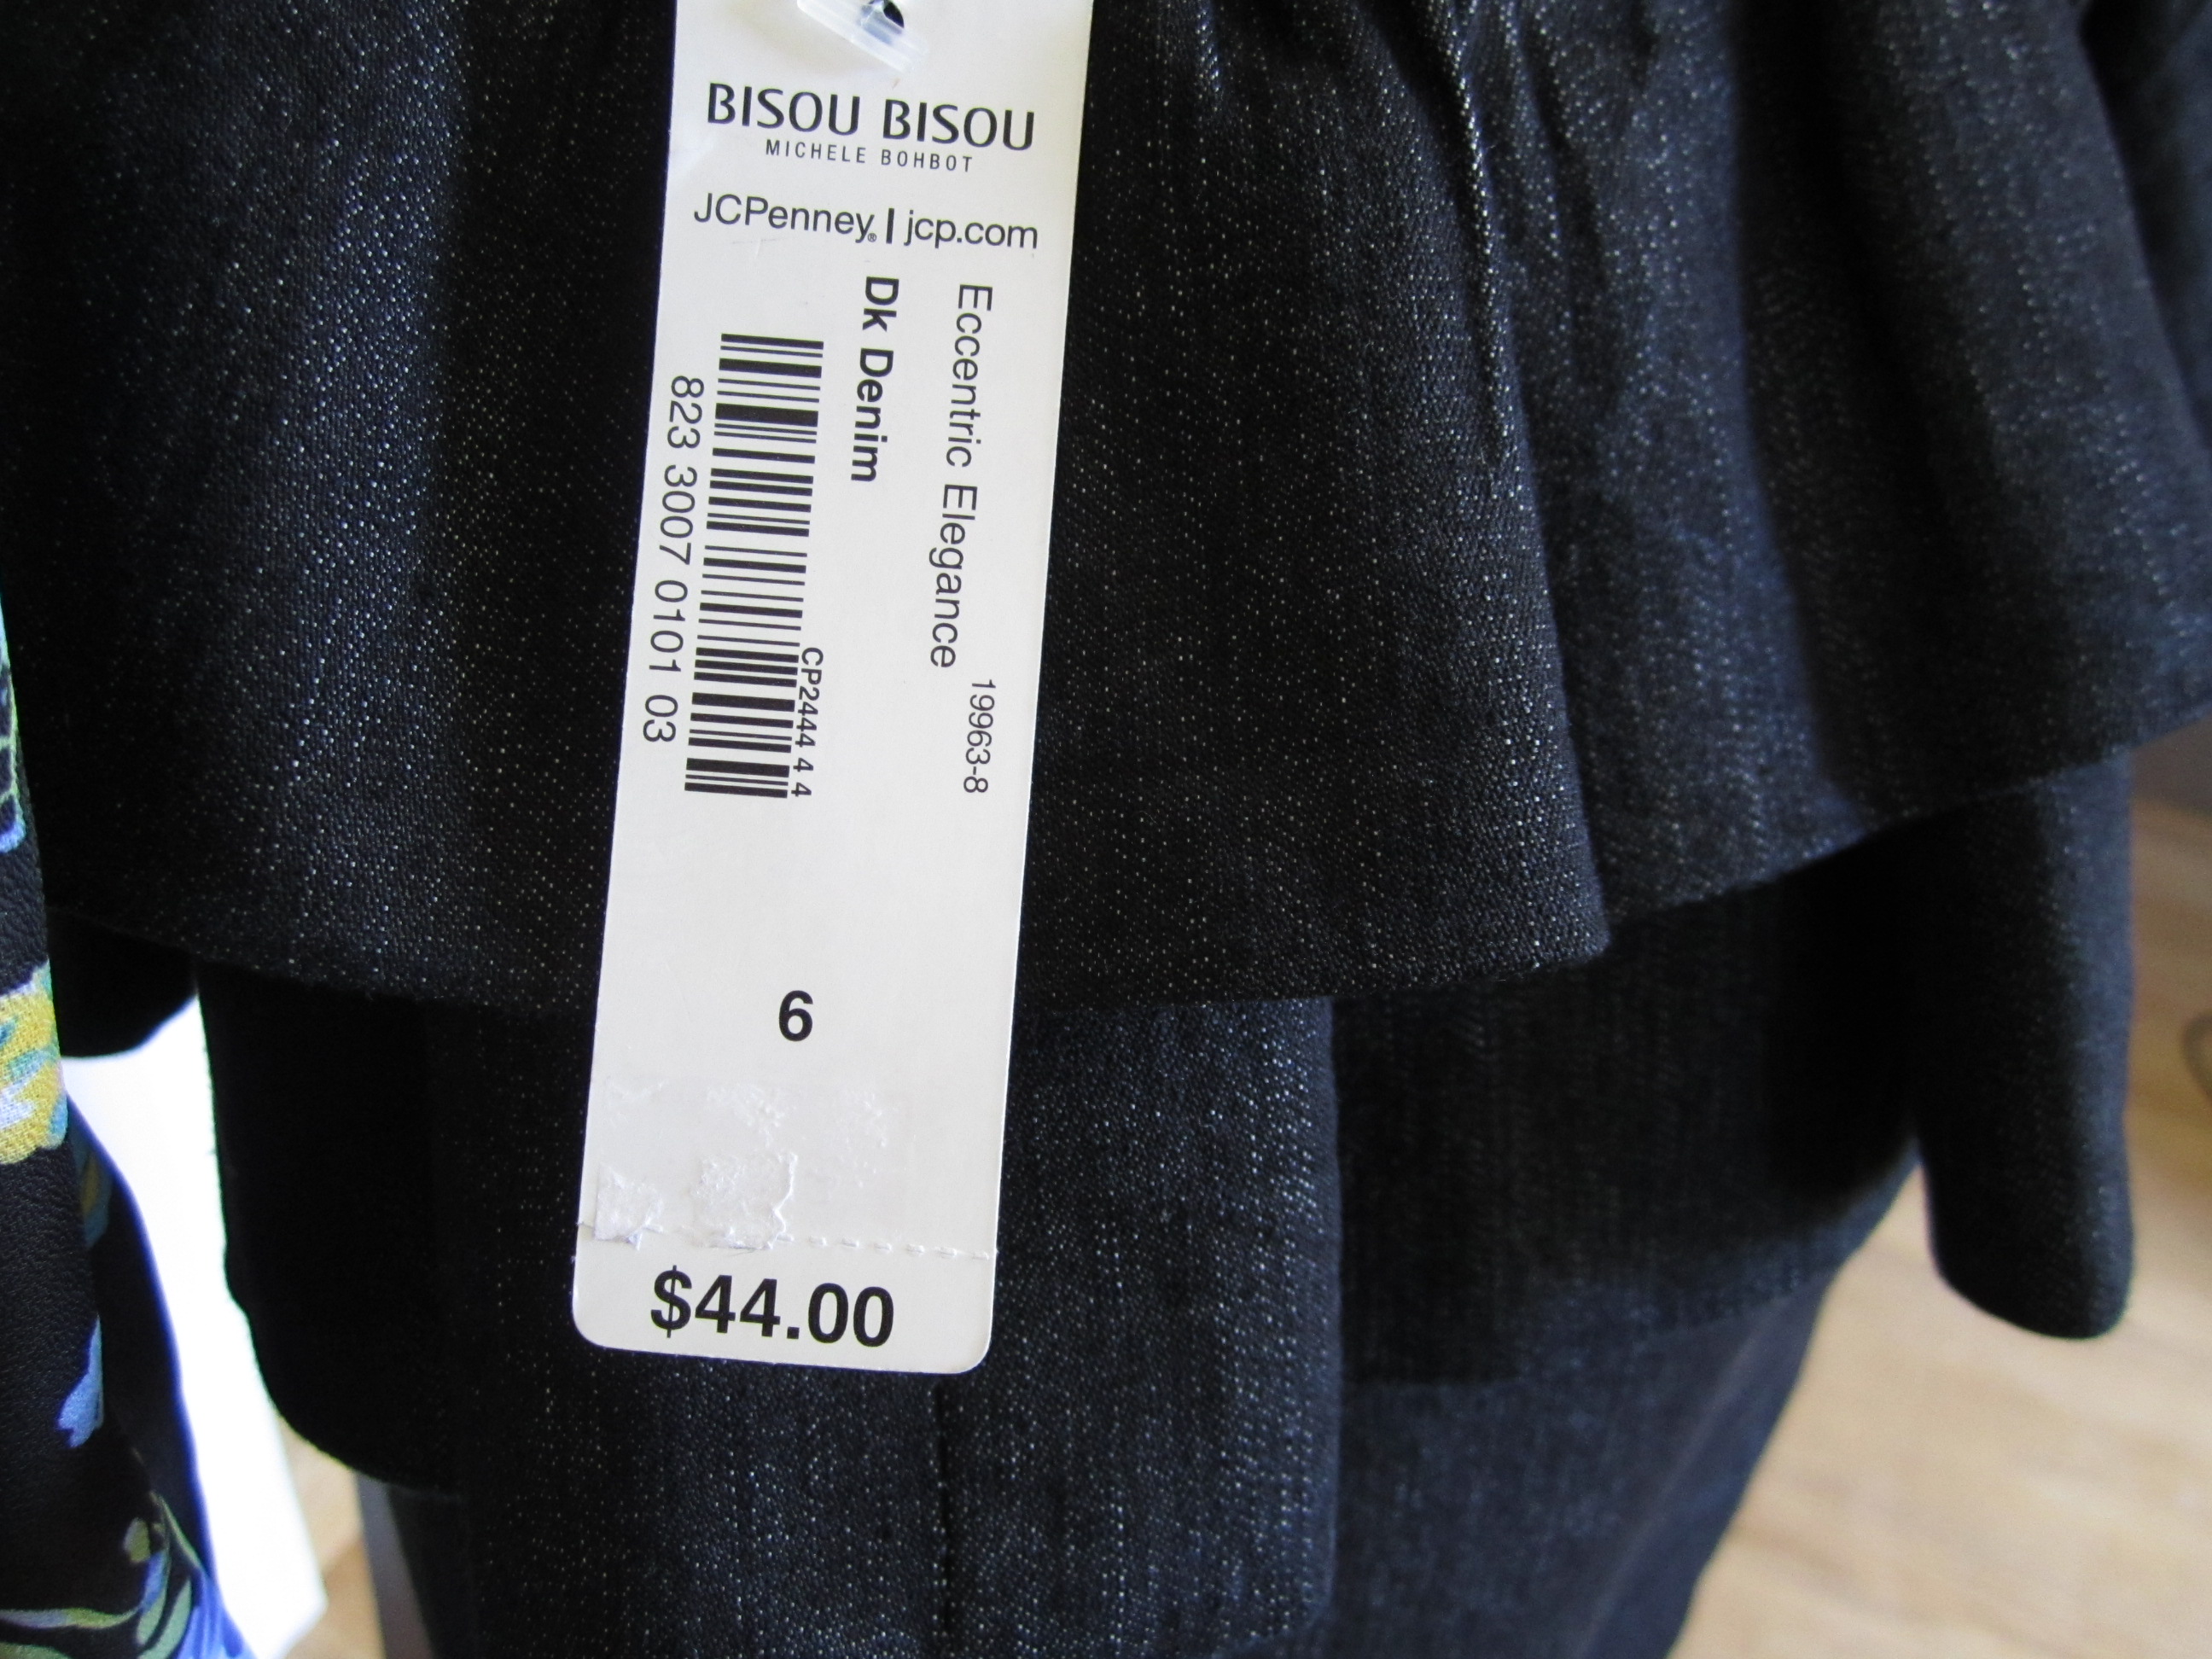 BISOU BISOU
MICHELE BOHBOT
JCPenney® | jcp.com
Eccentric Elegance
19963-8
Dk Denim
CP2444 4 4
823 3007 0101 03
6
$44.00